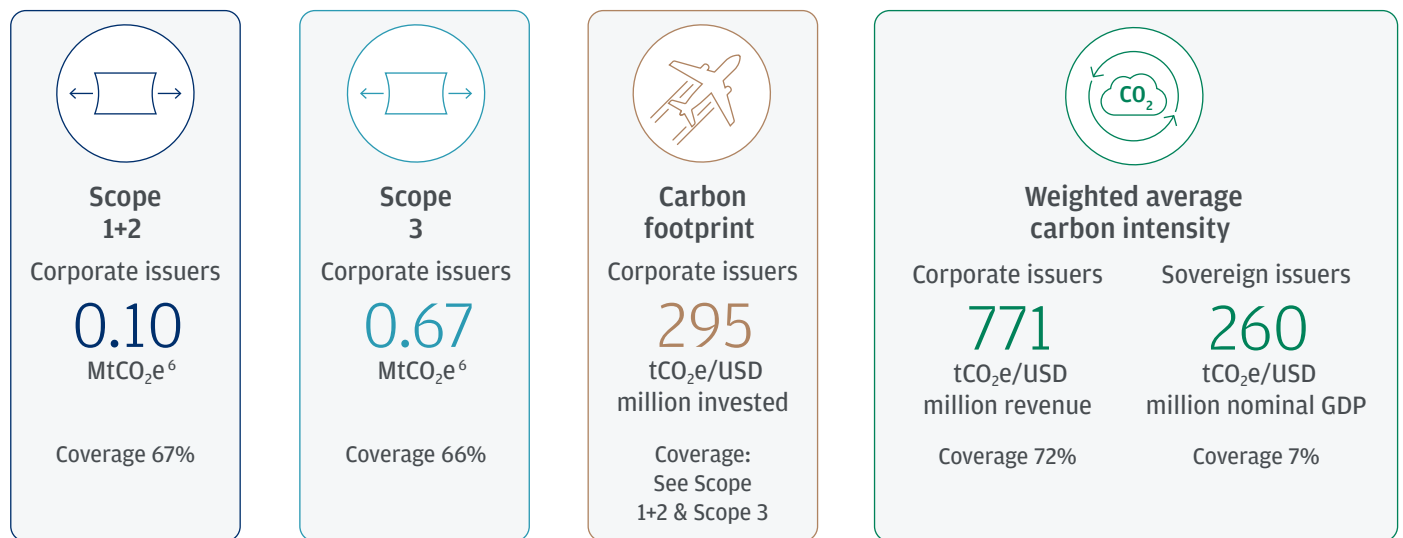 Scope
1+2
Corporate issuers
0.10
MtCO₂e⁶
Coverage 67%
Scope
3
Corporate issuers
0.67
MtCO₂e⁶
Coverage 66%
Carbon
footprint
Corporate issuers
295
tCO₂e/USD
million invested
Coverage:
See Scope
1+2 & Scope 3
CO₂
Weighted average
carbon intensity
Corporate issuers
771
tCO₂e/USD
million revenue
Coverage 72%
Sovereign issuers
260
tCO₂e/USD
million nominal GDP
Coverage 7%